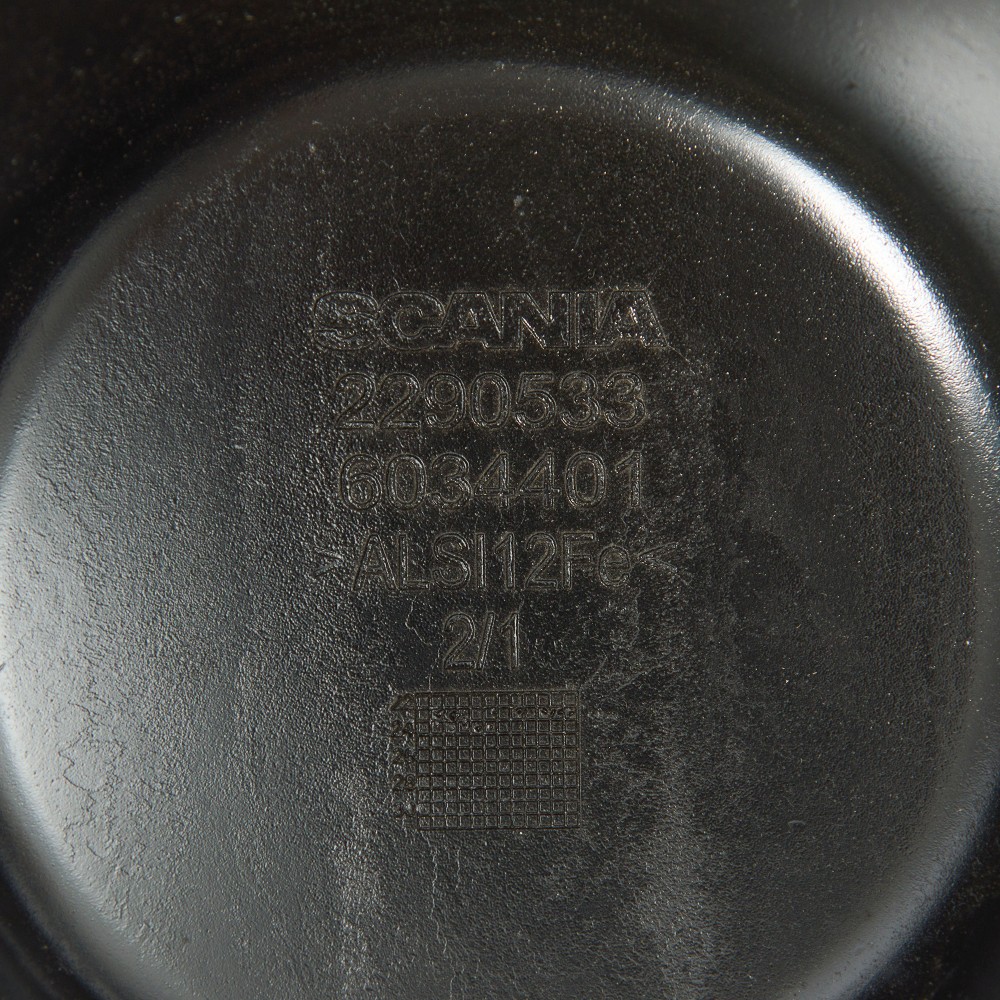 SCANIA
2290533
6034401
>ALSI12Fe<
2/1